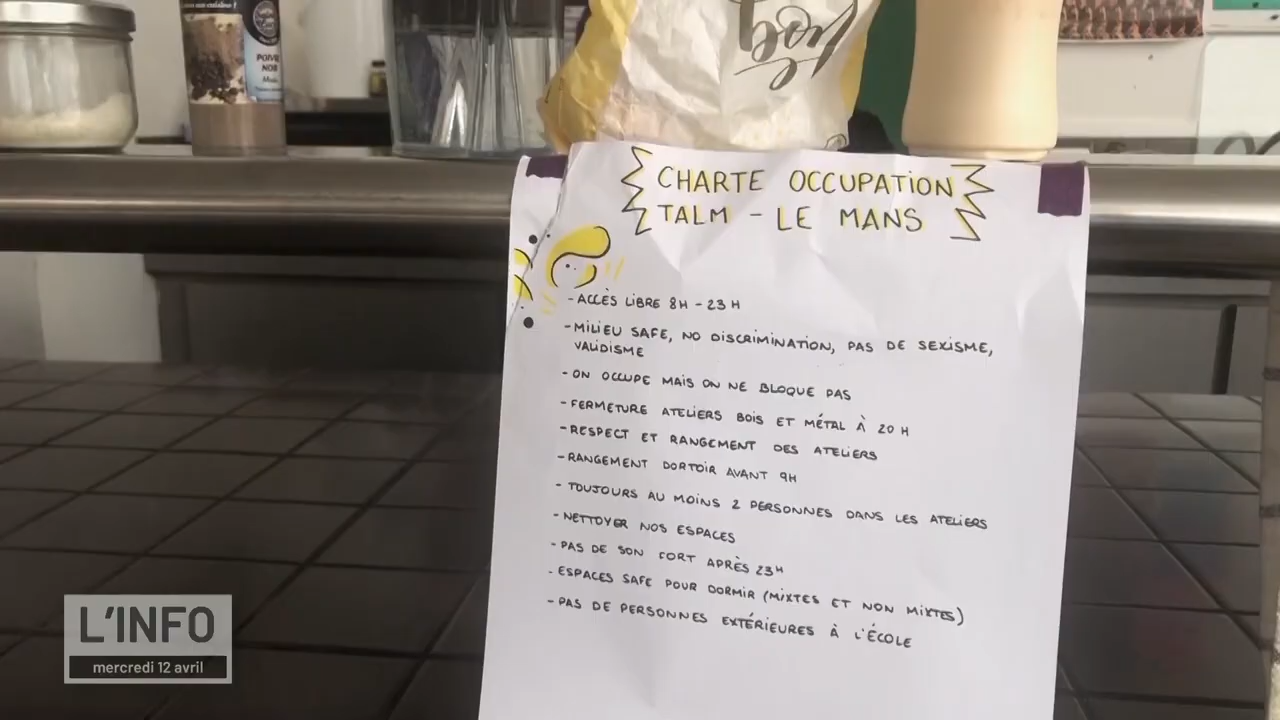 POIVRE
NOIR
CHARTE OCCUPATION
TALM - LE MANS
- ACCÈS LIBRE 8H - 23H
- MILIEU SAFE, NO DISCRIMINATION, PAS DE SEXISME,
VALIDISME
- ON OCCUPE MAIS ON NE BLOQUE PAS
- FERMETURE ATELIERS BOIS ET MÉTAL À 20 H
- RESPECT ET RANGEMENT DES ATELIERS
- RANGEMENT DORTOIR AVANT 9H
- TOUJOURS AU MOINS 2 PERSONNES DANS LES ATELIERS
- NETTOYER NOS ESPACES
- PAS DE SON FORT APRÈS 23H
- ESPACES SAFE POUR DORMIR (MIXTES ET NON MIXTES)
- PAS DE PERSONNES EXTÉRIEURES À L'ÉCOLE
L'INFO
mercredi 12 avril